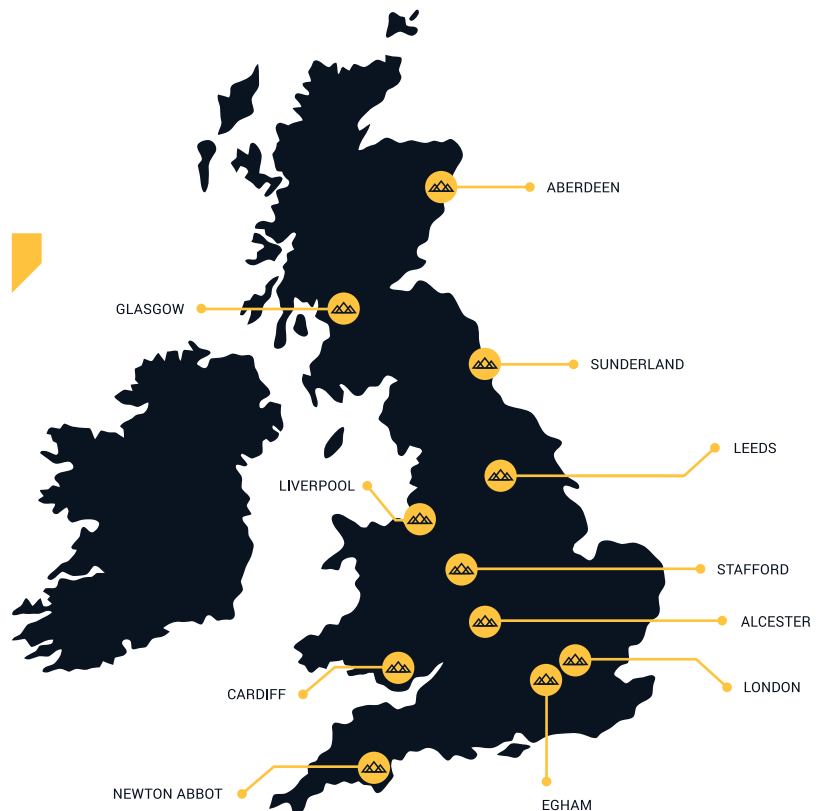 ABERDEEN
GLASGOW
SUNDERLAND
LEEDS
LIVERPOOL
STAFFORD
ALCESTER
LONDON
CARDIFF
NEWTON ABBOT
EGHAM